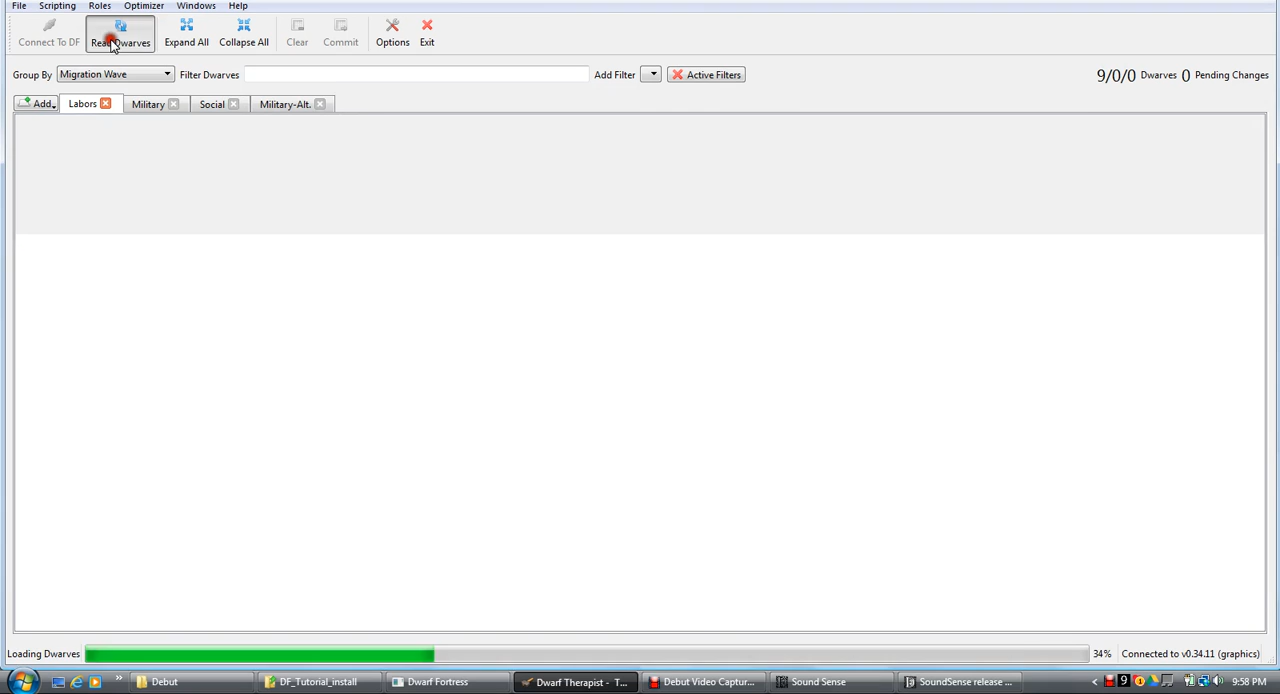 File Scripting Roles Optimizer Windows Help
Connect To DF Read Dwarves Expand All Collapse All Clear Commit Options Exit
Group By Migration Wave Filter Dwarves Add Filter Active Filters 9/0/0 Dwarves 0 Pending Changes
Add Labors Military Social Military-Alt.
Loading Dwarves 34% Connected to v0.34.11 (graphics)
» Debut DF_Tutorial_install Dwarf Fortress Dwarf Therapist - T... Debut Video Captur... Sound Sense SoundSense release ... < 9 9:58 PM